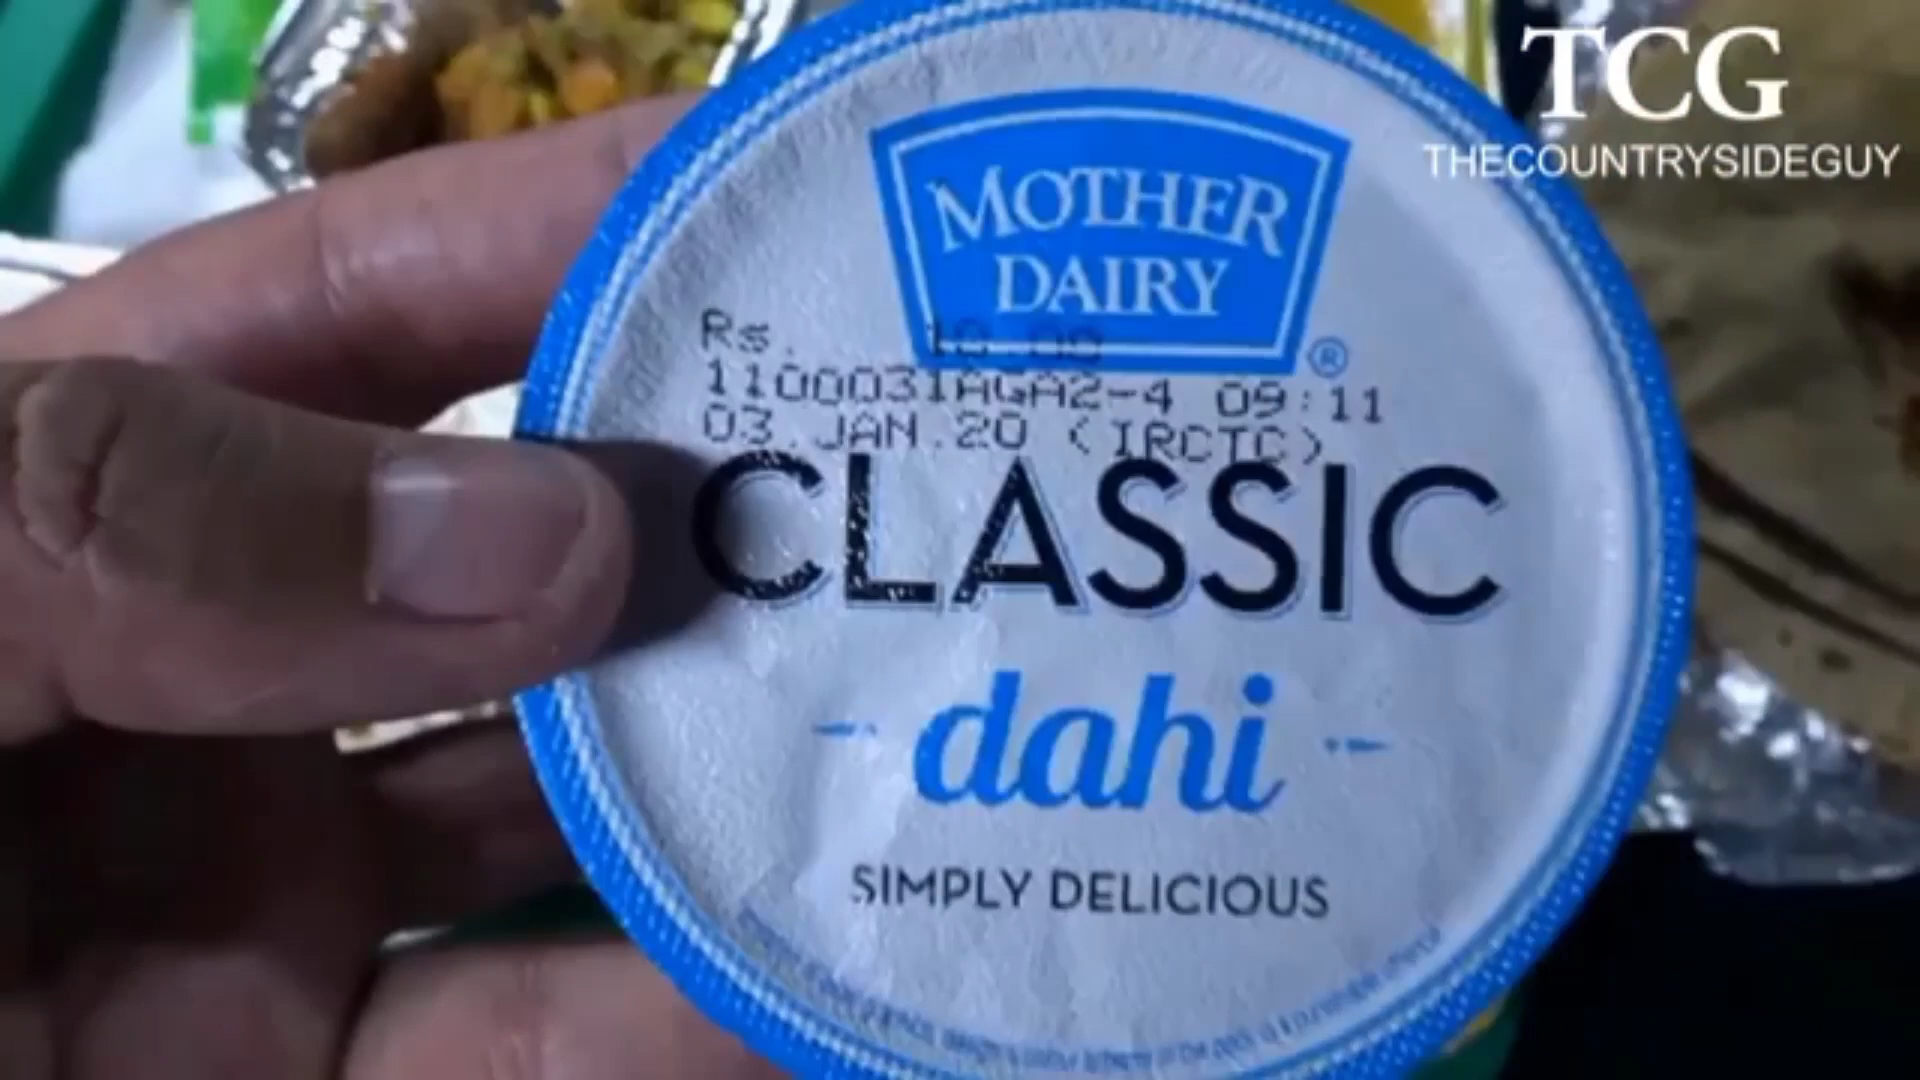 TCG
THECOUNTRYSIDEGUY
MOTHER
DAIRY
®
Rs. 10.00
1100031AGA2-4 09:11
03.JAN.20 (IRCTC)
CLASSIC
dahi
SIMPLY DELICIOUS